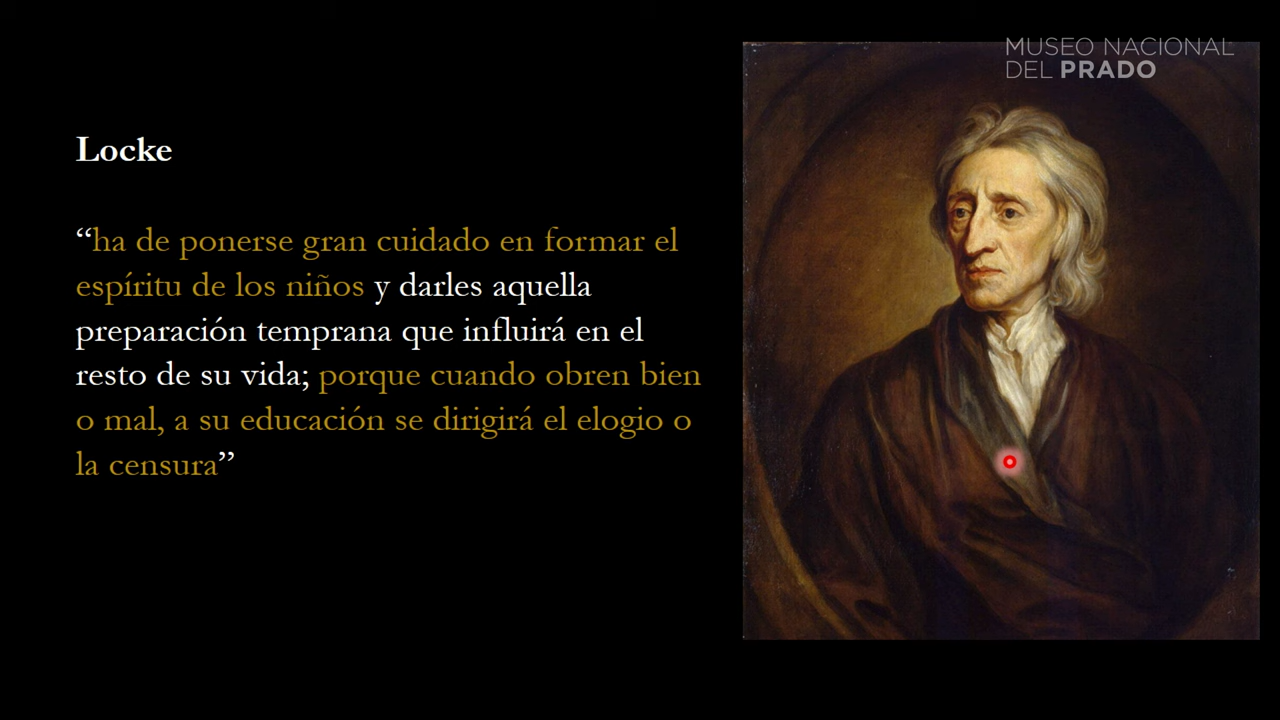 MUSEO NACIONAL
DEL PRADO
Locke
“ha de ponerse gran cuidado en formar el
espíritu de los niños y darles aquella
preparación temprana que influirá en el
resto de su vida; porque cuando obren bien
o mal, a su educación se dirigirá el elogio o
la censura”